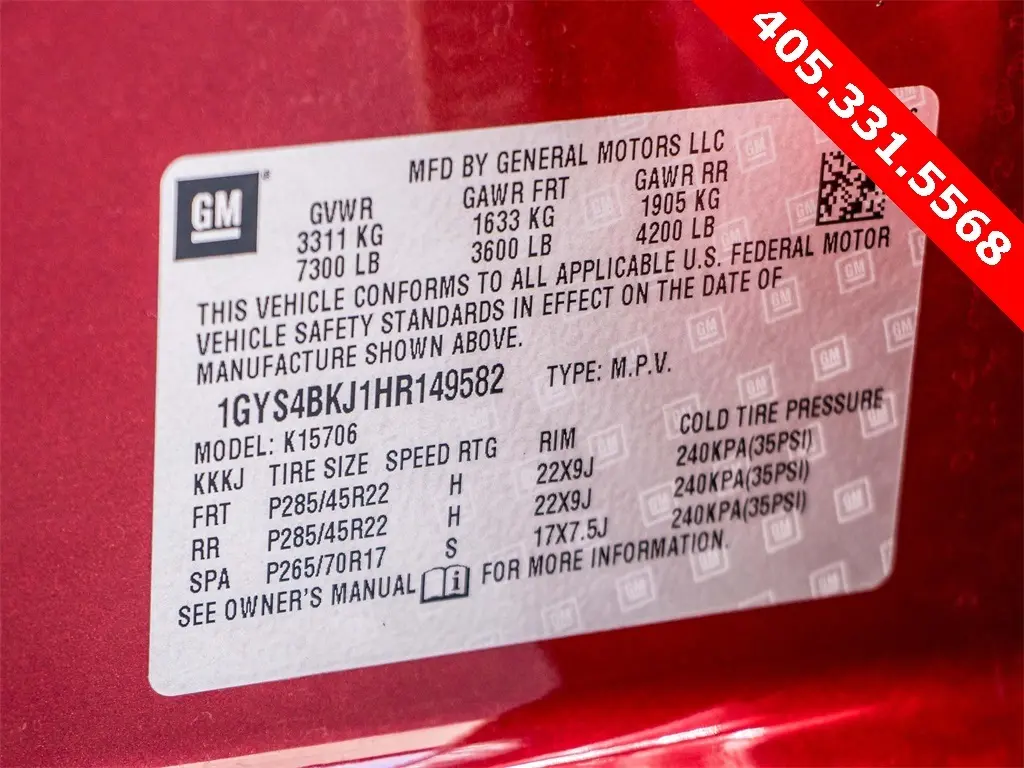 405.331.5568
GM
MFD BY GENERAL MOTORS LLC
GVWR GAWR FRT GAWR RR
3311 KG 1633 KG 1905 KG
7300 LB 3600 LB 4200 LB
THIS VEHICLE CONFORMS TO ALL APPLICABLE U.S. FEDERAL MOTOR
VEHICLE SAFETY STANDARDS IN EFFECT ON THE DATE OF
MANUFACTURE SHOWN ABOVE.
1GYS4BKJ1HR149582 TYPE: M.P.V.
MODEL: K15706
KKKJ TIRE SIZE SPEED RTG RIM COLD TIRE PRESSURE
FRT P285/45R22 H 22X9J 240KPA(35PSI)
RR P285/45R22 H 22X9J 240KPA(35PSI)
SPA P265/70R17 S 17X7.5J 240KPA(35PSI)
SEE OWNER'S MANUAL i FOR MORE INFORMATION.